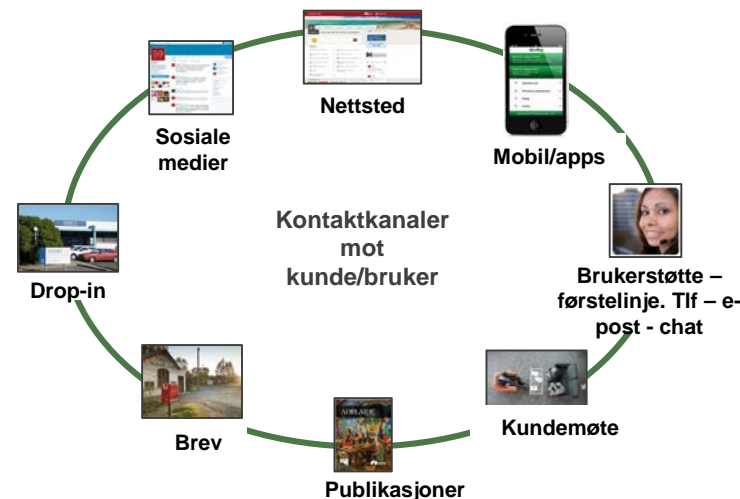 Nettsted
Sosiale
medier
Mobil/apps
Kontaktkanaler
mot
kunde/bruker
Drop-in
Brukerstøtte –
førstelinje. Tlf – e-
post - chat
Brev
Kundemøte
Publikasjoner
ADELAIDE